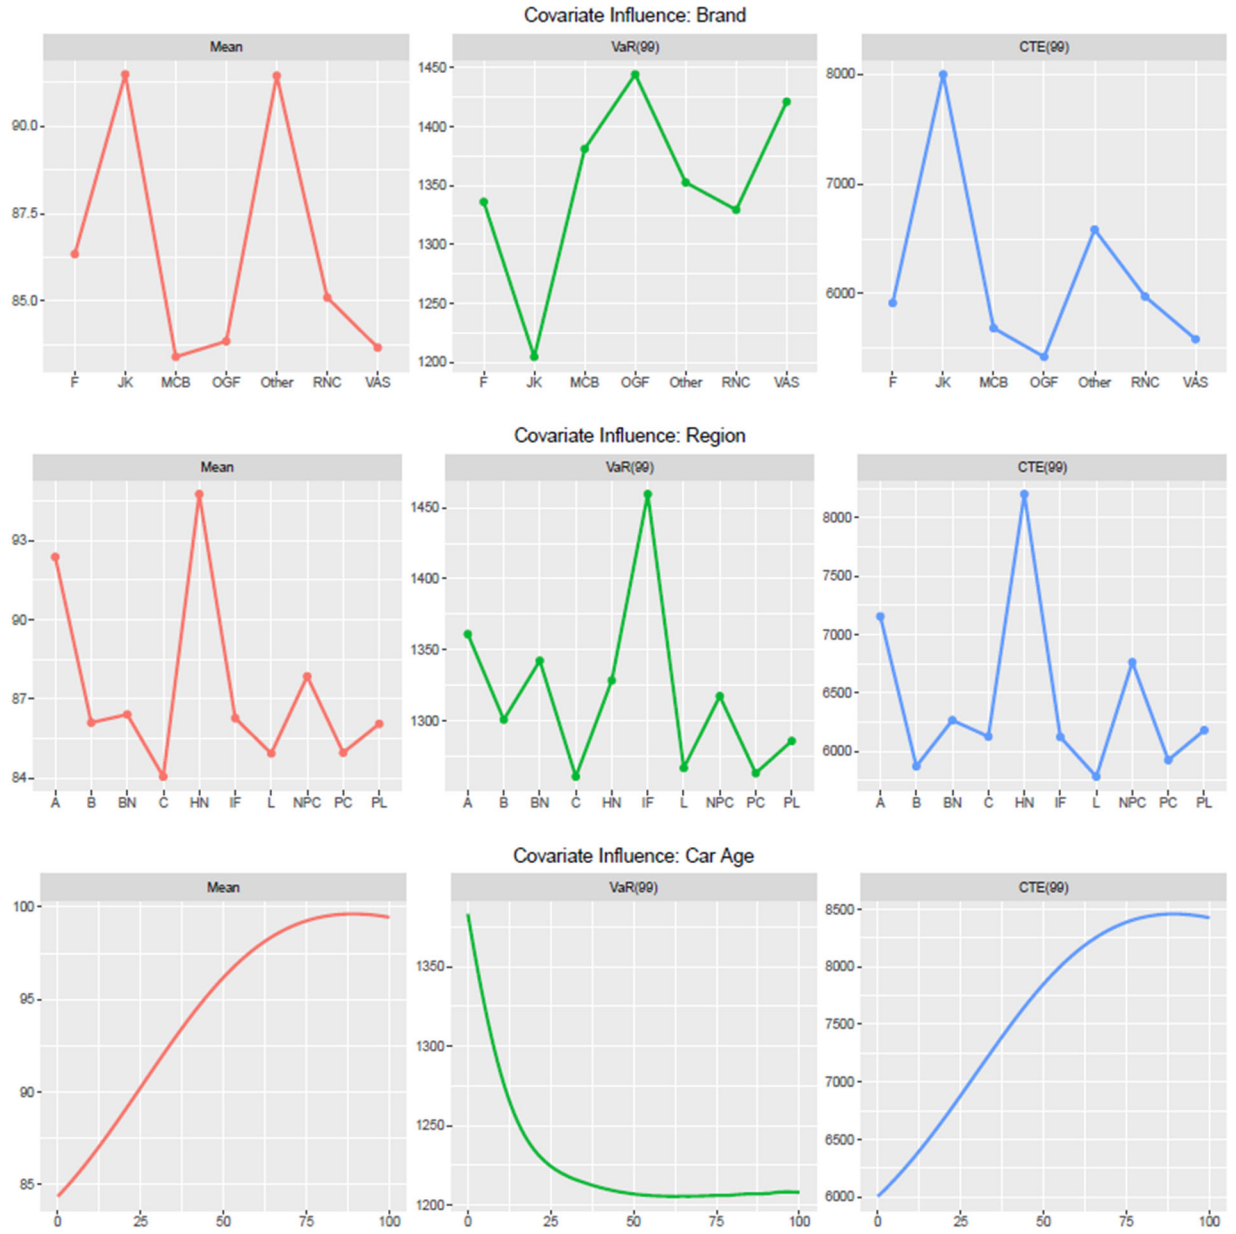 Covariate Influence: Brand
Mean
VaR(99)
CTE(99)
90.0
87.5
85.0
F JK MCB OGF Other RNC VAS
1450
1400
1350
1300
1250
1200
F JK MCB OGF Other RNC VAS
8000
7000
6000
F JK MCB OGF Other RNC VAS
Covariate Influence: Region
Mean
VaR(99)
CTE(99)
93
90
87
84
A B BN C HN IF L NPC PC PL
1450
1400
1350
1300
A B BN C HN IF L NPC PC PL
8000
7500
7000
6500
6000
A B BN C HN IF L NPC PC PL
Covariate Influence: Car Age
Mean
VaR(99)
CTE(99)
100
95
90
85
0 25 50 75 100
1350
1300
1250
1200
0 25 50 75 100
8500
8000
7500
7000
6500
6000
0 25 50 75 100